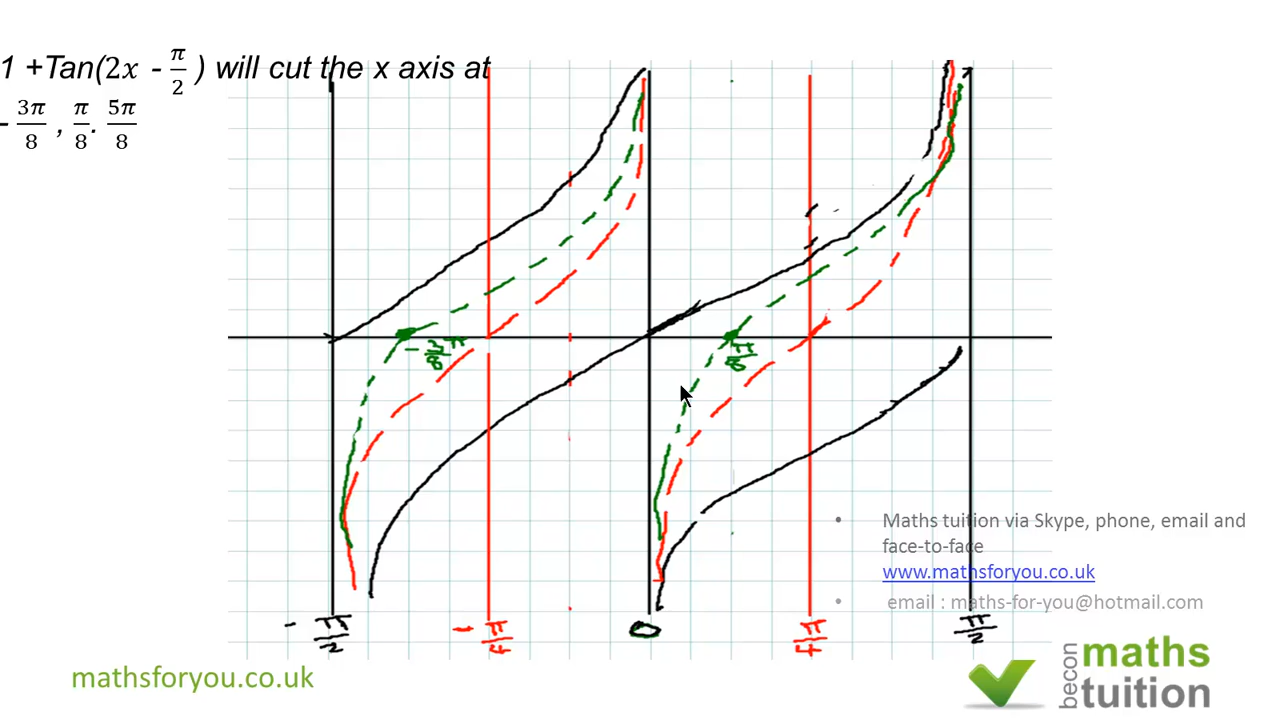 1 +Tan(2x - π/2 ) will cut the x axis at
- 3π/8 , π/8. 5π/8
- 3/8 π
π/8
• Maths tuition via Skype, phone, email and
face-to-face
www.mathsforyou.co.uk
• email : maths-for-you@hotmail.com
- π/2
- π/4
0
π/4
π/2
mathsforyou.co.uk
becon
maths
tuition